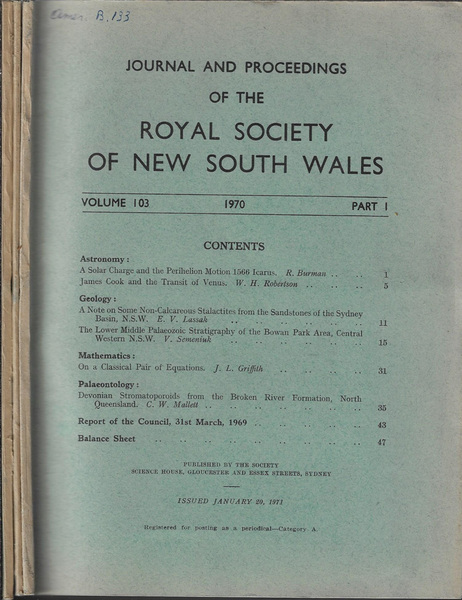 B. 133
JOURNAL AND PROCEEDINGS
OF THE
ROYAL SOCIETY
OF NEW SOUTH WALES
VOLUME 103 1970 PART I
CONTENTS
Astronomy:
A Solar Charge and the Perihelion Motion 1566 Icarus. R. Burman .. .. 1
James Cook and the Transit of Venus. W. H. Robertson .. .. .. 5
Geology:
A Note on Some Non-Calcareous Stalactites from the Sandstones of the Sydney
Basin, N.S.W. E. V. Lassak .. .. .. .. .. .. .. 11
The Lower Middle Palaeozoic Stratigraphy of the Bowan Park Area, Central
Western N.S.W. V. Semeniuk .. .. .. .. .. .. 15
Mathematics:
On a Classical Pair of Equations. J. L. Griffith .. .. .. .. 31
Palaeontology:
Devonian Stromatoporoids from the Broken River Formation, North
Queensland. C. W. Mallett .. .. .. .. .. .. .. 35
Report of the Council, 31st March, 1969 .. .. .. .. .. 43
Balance Sheet .. .. .. .. .. .. .. .. .. 47
PUBLISHED BY THE SOCIETY
SCIENCE HOUSE, GLOUCESTER AND ESSEX STREETS, SYDNEY
ISSUED JANUARY 29, 1971
Registered for posting as a periodical—Category A.